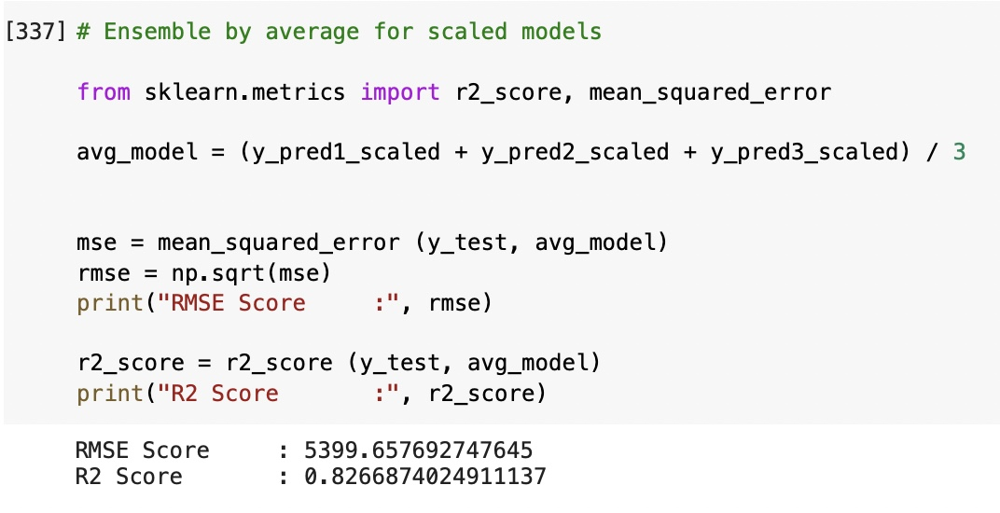 [337] # Ensemble by average for scaled models
from sklearn.metrics import r2_score, mean_squared_error
avg_model = (y_pred1_scaled + y_pred2_scaled + y_pred3_scaled) / 3
mse = mean_squared_error (y_test, avg_model)
rmse = np.sqrt(mse)
print("RMSE Score     :", rmse)
r2_score = r2_score (y_test, avg_model)
print("R2 Score       :", r2_score)
RMSE Score     : 5399.657692747645
R2 Score       : 0.8266874024911137